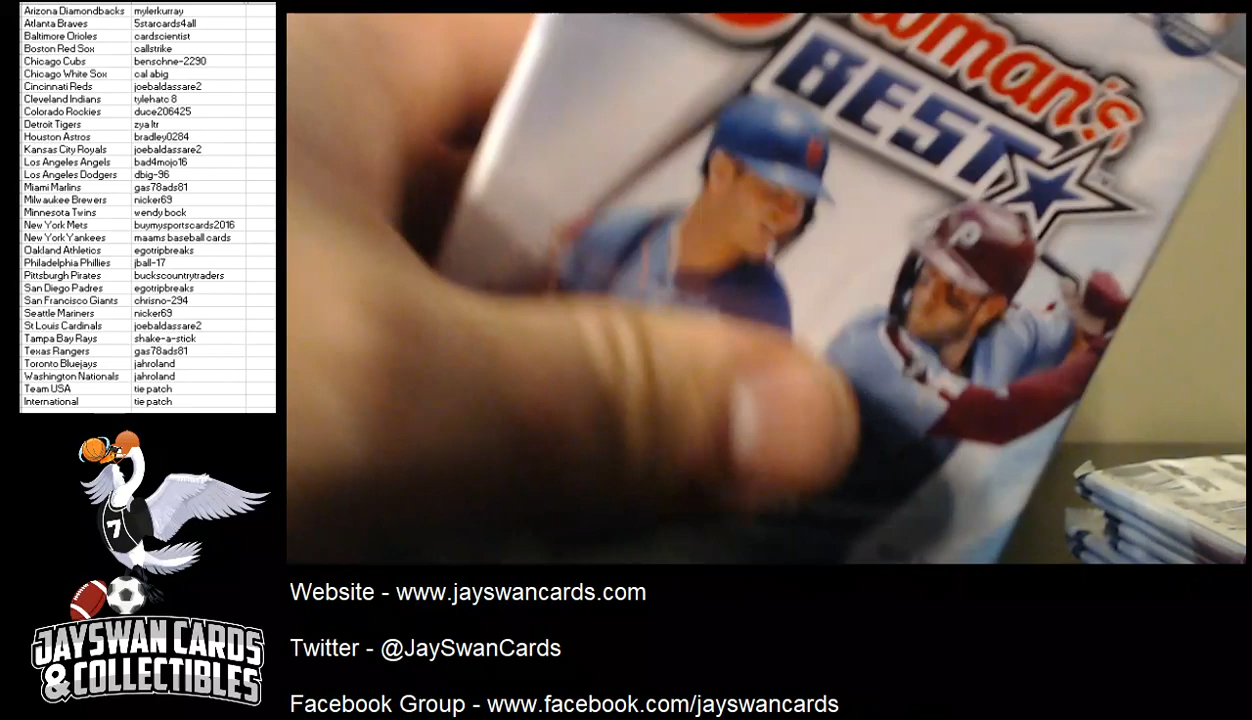 Arizona Diamondbacks mylerkurray
Atlanta Braves 5starcards4all
Baltimore Orioles cardscientist
Boston Red Sox callstrike
Chicago Cubs benschne-2290
Chicago White Sox cal abig
Cincinnati Reds joebaldassare2
Cleveland Indians tylehatc 8
Colorado Rockies duce206425
Detroit Tigers zya ltr
Houston Astros bradley0284
Kansas City Royals joebaldassare2
Los Angeles Angels bad4mojo16
Los Angeles Dodgers dbig-96
Miami Marlins gas78ads81
Milwaukee Brewers nicker69
Minnesota Twins wendy bock
New York Mets buymysportscards2016
New York Yankees maams baseball cards
Oakland Athletics egotripbreaks
Philadelphia Phillies jball-17
Pittsburgh Pirates buckscountrytraders
San Diego Padres egotripbreaks
San Francisco Giants chrisno-294
Seattle Mariners nicker69
St Louis Cardinals joebaldassare2
Tampa Bay Rays shake-a-stick
Texas Rangers gas78ads81
Toronto Bluejays jahroland
Washington Nationals jahroland
Team USA tie patch
International tie patch
BEST
P
7
JAYSWAN CARDS
& COLLECTIBLES
Website - www.jayswancards.com
Twitter - @JaySwanCards
Facebook Group - www.facebook.com/jayswancards